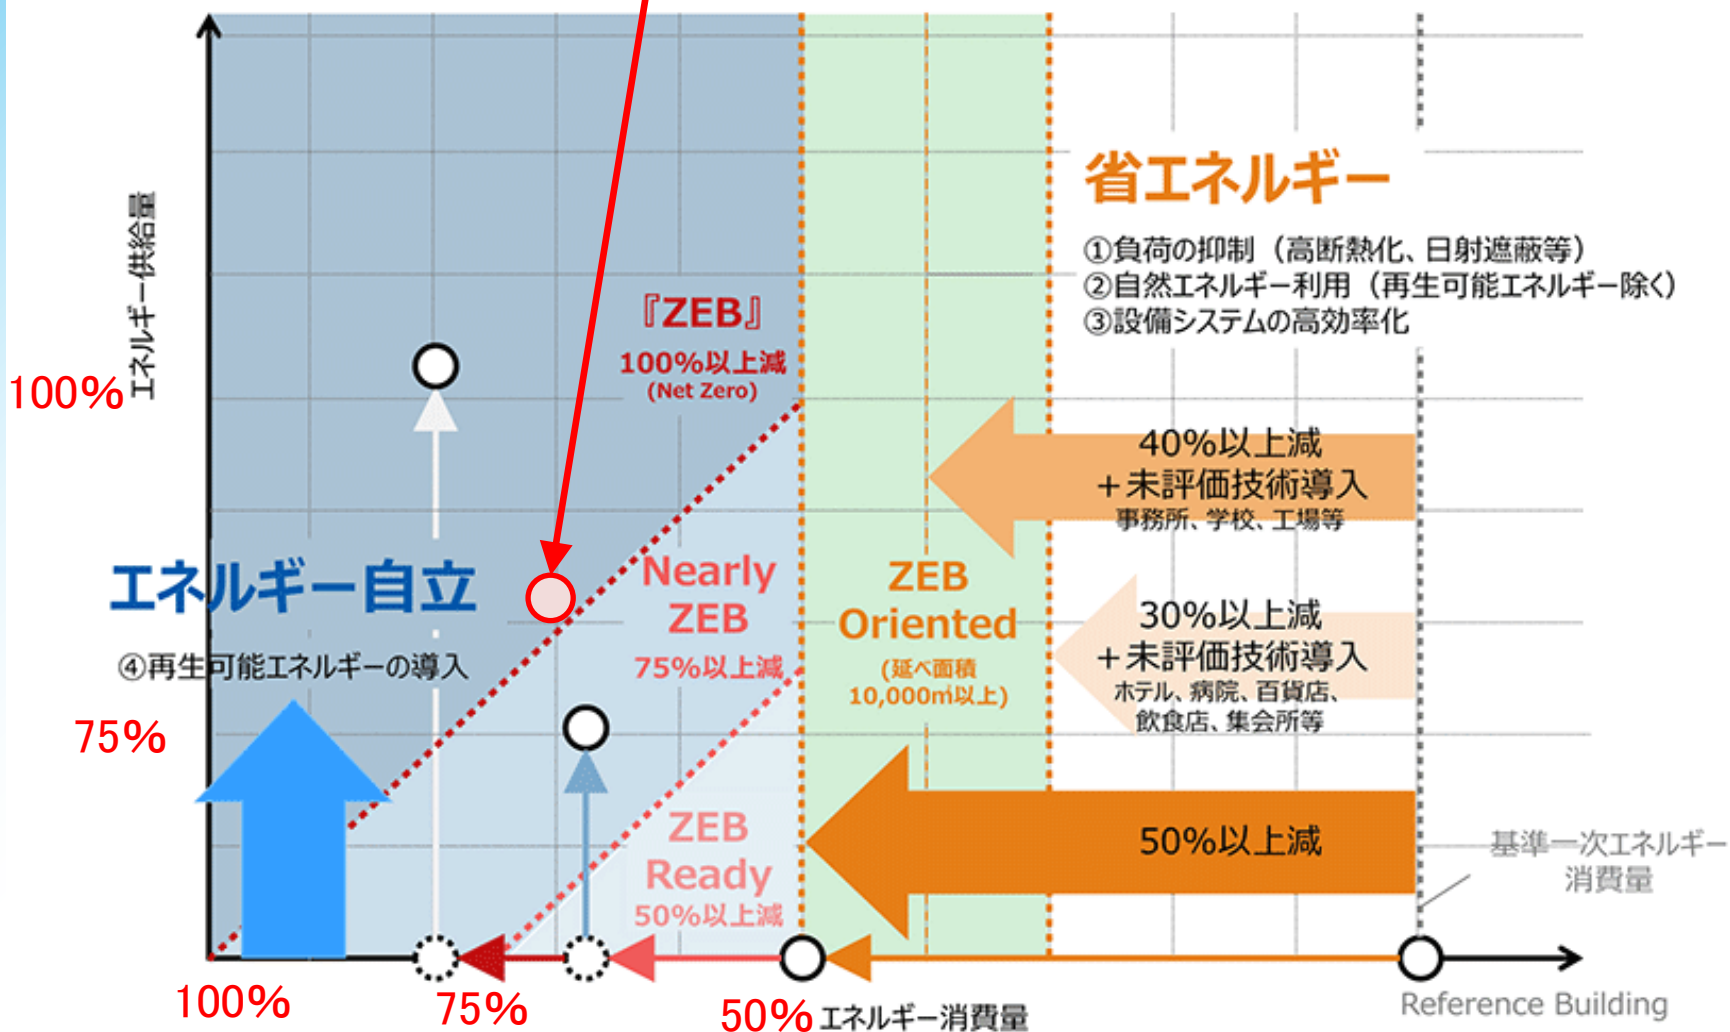 エネルギー供給量
100%
75%
『ZEB』
100%以上減
(Net Zero)
エネルギー自立
④再生可能エネルギーの導入
Nearly
ZEB
75%以上減
ZEB
Ready
50%以上減
ZEB
Oriented
(延べ面積
10,000㎡以上)
省エネルギー
①負荷の抑制（高断熱化、日射遮蔽等）
②自然エネルギー利用（再生可能エネルギー除く）
③設備システムの高効率化
40%以上減
＋未評価技術導入
事務所、学校、工場等
30%以上減
＋未評価技術導入
ホテル、病院、百貨店、
飲食店、集会所等
50%以上減
基準一次エネルギー
消費量
100%
75%
50%
エネルギー消費量
Reference Building